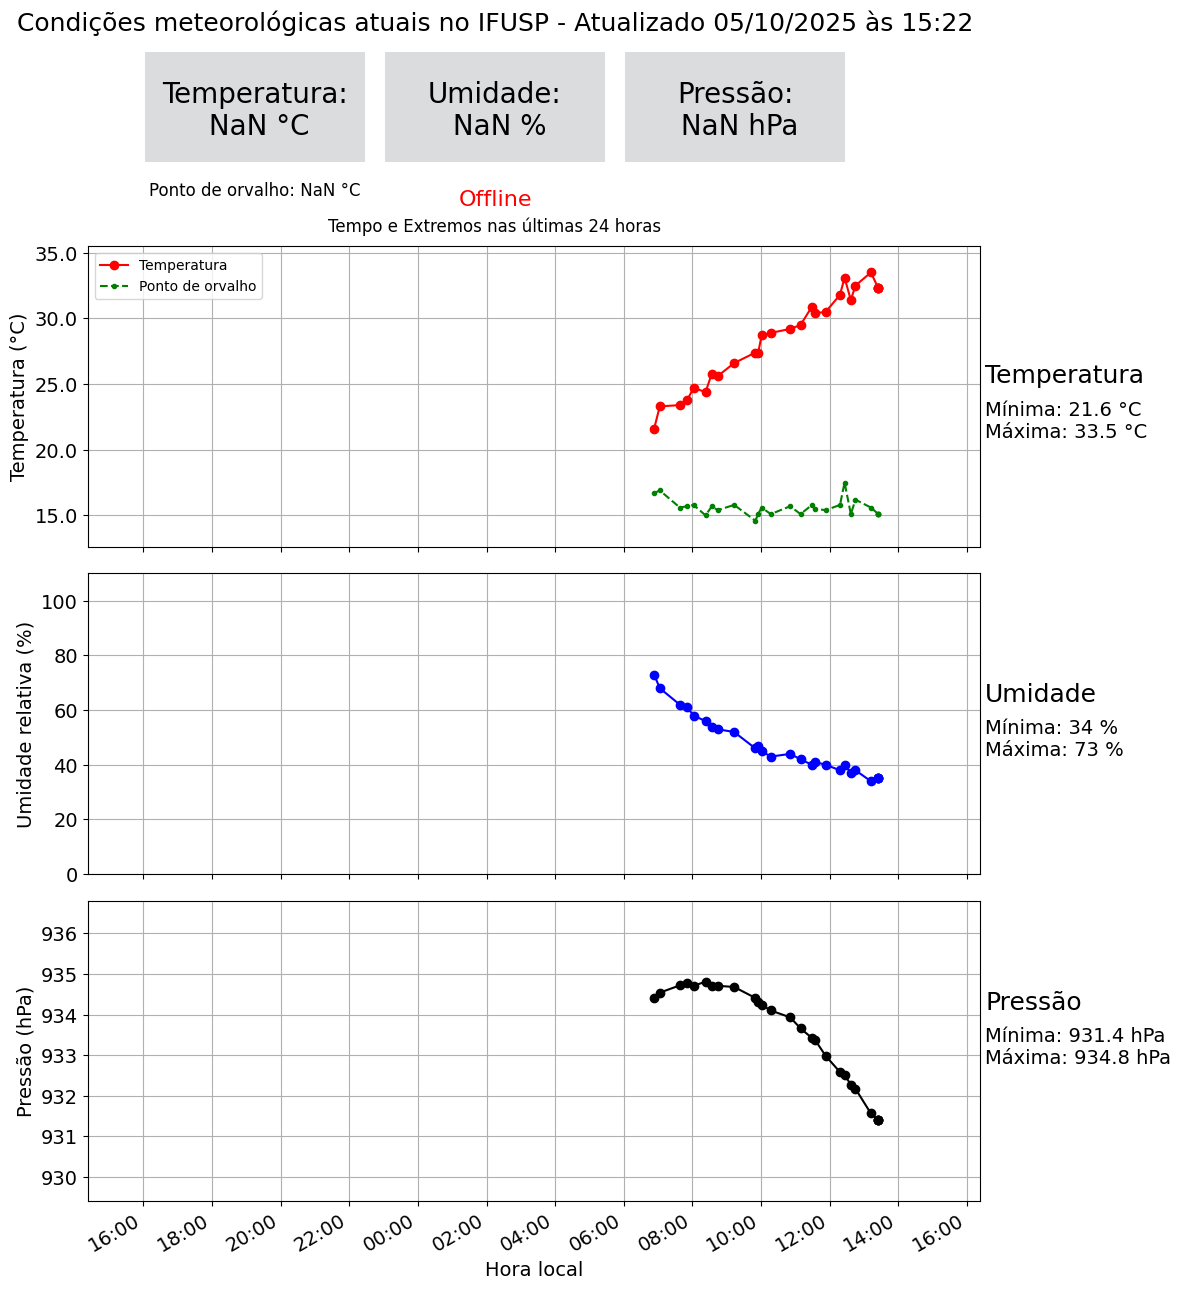 Condições meteorológicas atuais no IFUSP - Atualizado 05/10/2025 às 15:22
Temperatura:
NaN °C
Umidade:
NaN %
Pressão:
NaN hPa
Ponto de orvalho: NaN °C
Offline
Tempo e Extremos nas últimas 24 horas
35.0
30.0
25.0
20.0
15.0
Temperatura (°C)
Temperatura
Ponto de orvalho
Temperatura
Mínima: 21.6 °C
Máxima: 33.5 °C
100
80
60
40
20
0
Umidade relativa (%)
Umidade
Mínima: 34 %
Máxima: 73 %
936
935
934
933
932
931
930
Pressão (hPa)
Pressão
Mínima: 931.4 hPa
Máxima: 934.8 hPa
16:00 18:00 20:00 22:00 00:00 02:00 04:00 06:00 08:00 10:00 12:00 14:00 16:00
Hora local